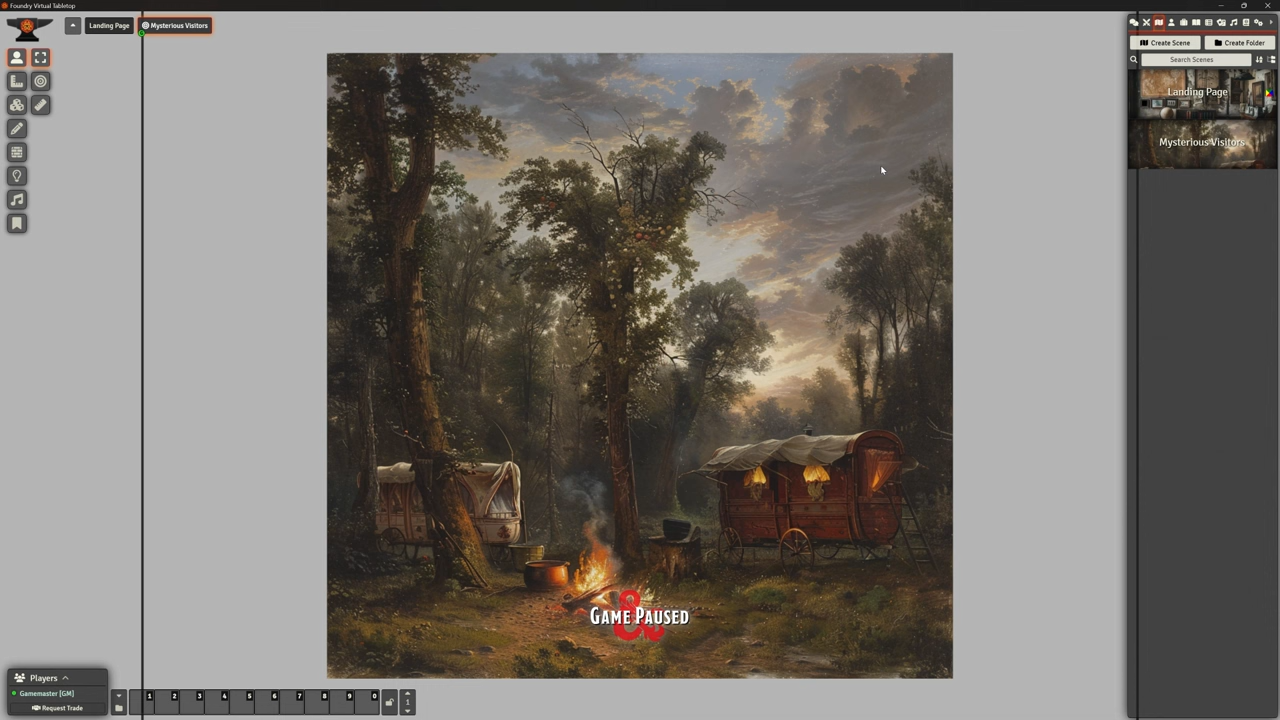 Foundry Virtual Tabletop
Landing Page
Mysterious Visitors
Create Scene
Create Folder
Search Scenes
Landing Page
Mysterious Visitors
GAME PAUSED
&
Players
Gamemaster [GM]
Request Trade
1 2 3 4 5 6 7 8 9 0
1